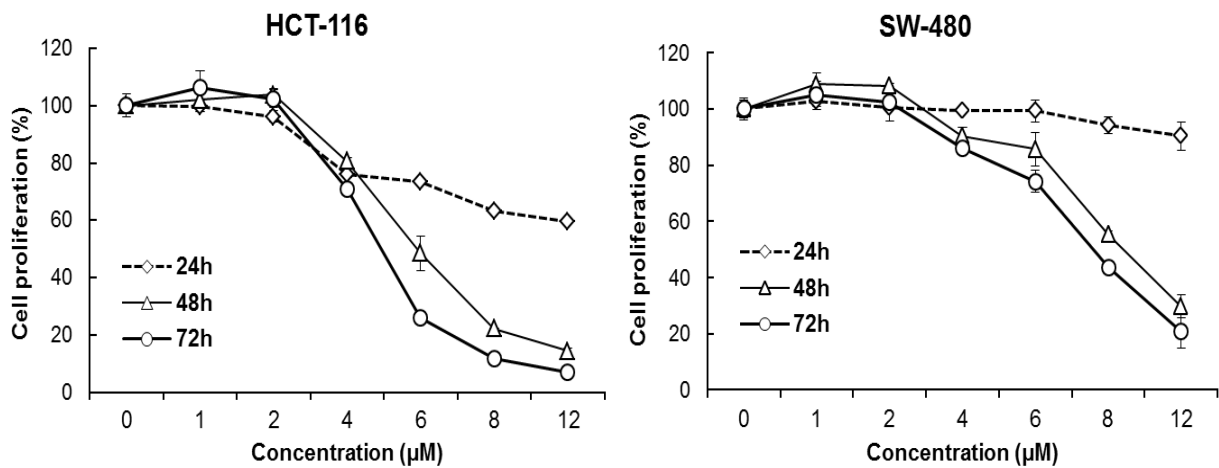 HCT-116
Cell proliferation (%)
120
100
80
60
40
20
0
24h
48h
72h
0 1 2 4 6 8 12
Concentration (µM)
SW-480
Cell proliferation (%)
120
100
80
60
40
20
0
24h
48h
72h
0 1 2 4 6 8 12
Concentration (µM)